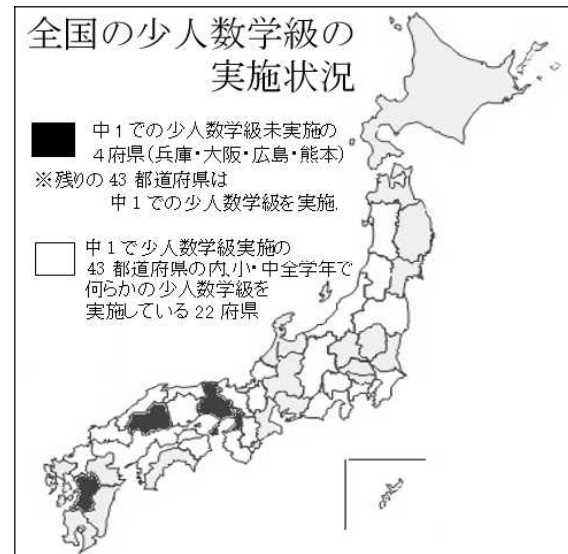 全国の少人数学級の
実施状況
中1での少人数学級未実施の
4府県(兵庫・大阪・広島・熊本)
※残りの 43 都道府県は
中1での少人数学級を実施.
中1で少人数学級実施の
43 都道府県の内、小・中全学年で
何らかの少人数学級を
実施している 22 府県